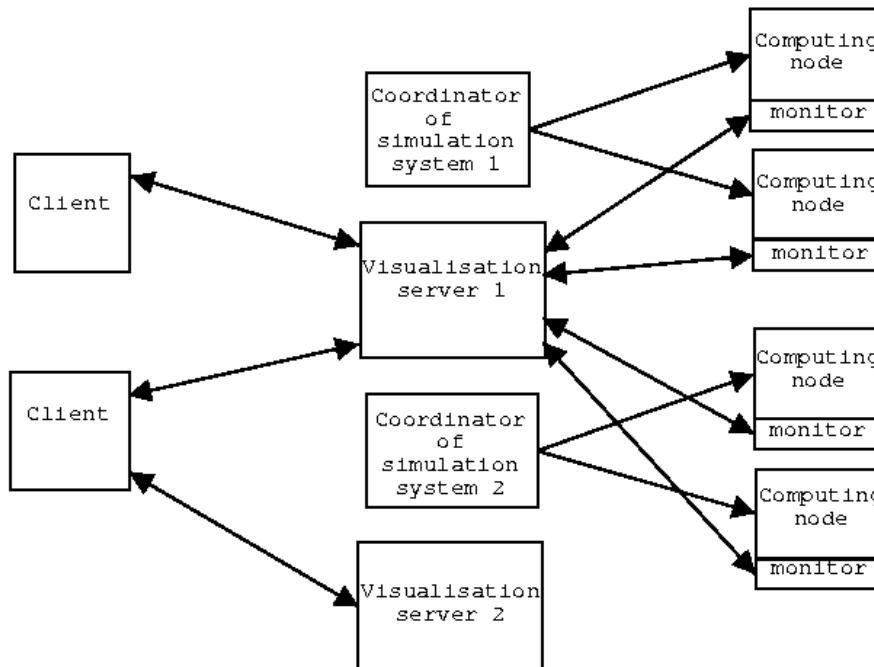 Client
Client
Coordinator
of
simulation
system 1
Visualisation
server 1
Coordinator
of
simulation
system 2
Visualisation
server 2
Computing
node
monitor
Computing
node
monitor
Computing
node
monitor
Computing
node
monitor